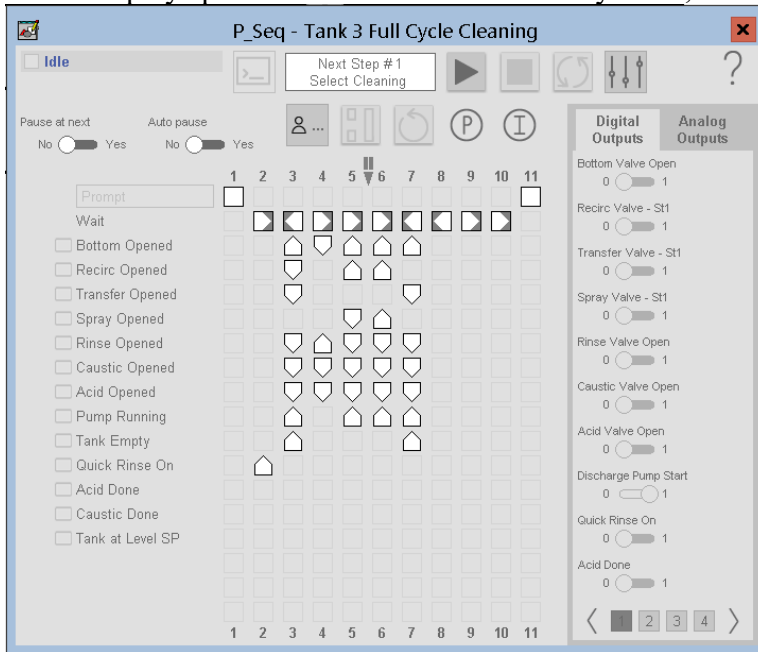 P_Seq - Tank 3 Full Cycle Cleaning
Idle
Next Step # 1
Select Cleaning
?
Pause at next
No Yes
Auto pause
No Yes
...
P
I
Digital Outputs
Analog Outputs
1 2 3 4 5 6 7 8 9 10 11
Prompt
Wait
Bottom Opened
Recirc Opened
Transfer Opened
Spray Opened
Rinse Opened
Caustic Opened
Acid Opened
Pump Running
Tank Empty
Quick Rinse On
Acid Done
Caustic Done
Tank at Level SP
1 2 3 4 5 6 7 8 9 10 11
Bottom Valve Open
0 1
Recirc Valve - St1
0 1
Transfer Valve - St1
0 1
Spray Valve - St1
0 1
Rinse Valve Open
0 1
Caustic Valve Open
0 1
Acid Valve Open
0 1
Discharge Pump Start
0 1
Quick Rinse On
0 1
Acid Done
0 1
1 2 3 4